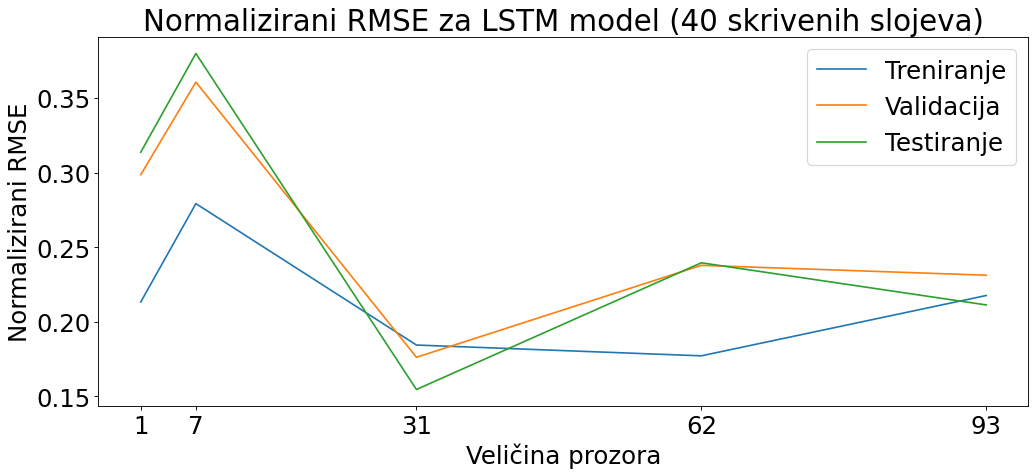 Normalizirani RMSE za LSTM model (40 skrivenih slojeva)
Treniranje
Validacija
Testiranje
Normalizirani RMSE
0.35
0.30
0.25
0.20
0.15
1 7 31 62 93
Veličina prozora